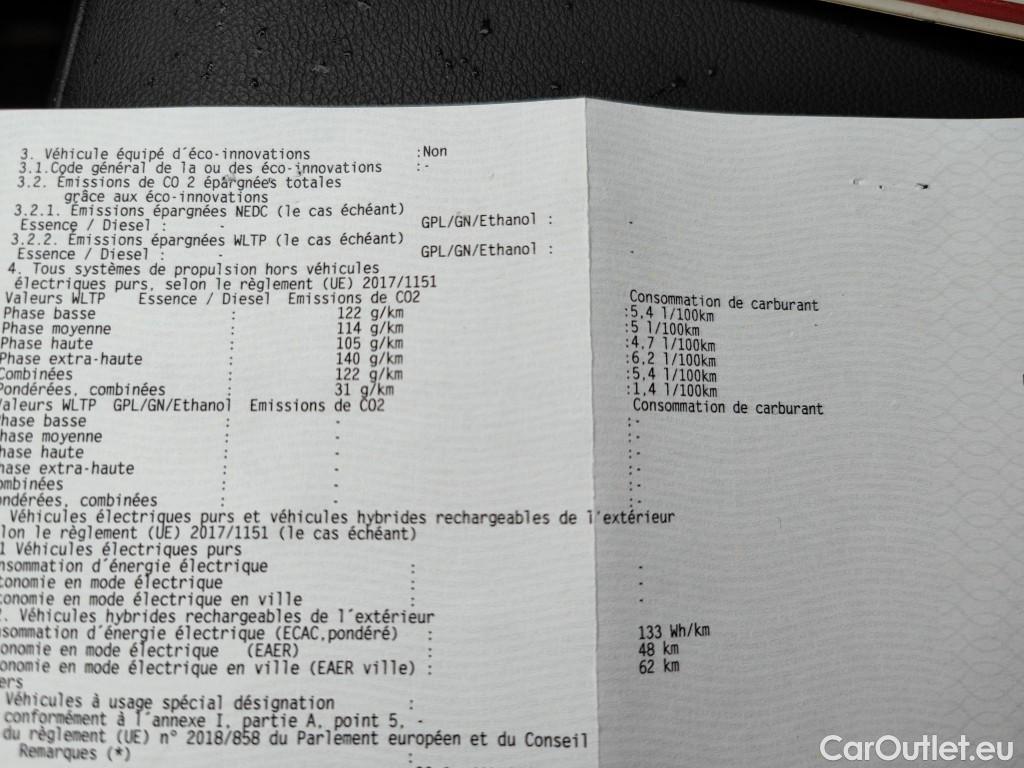 3. Véhicule équipé d´éco-innovations :Non
3.1.Code général de la ou des éco-innovations :-
3.2. Émissions de CO 2 épargnées totales
grâce aux éco-innovations
3.2.1. Émissions épargnées NEDC (le cas échéant)
Essence / Diesel : - GPL/GN/Ethanol : -
3.2.2. Émissions épargnées WLTP (le cas échéant)
Essence / Diesel : - GPL/GN/Ethanol : -
4. Tous systèmes de propulsion hors véhicules
électriques purs, selon le règlement (UE) 2017/1151
Valeurs WLTP Essence / Diesel Emissions de CO2 Consommation de carburant
Phase basse : 122 g/km :5,4 l/100km
Phase moyenne : 114 g/km :5 l/100km
Phase haute : 105 g/km :4,7 l/100km
Phase extra-haute : 140 g/km :6,2 l/100km
Combinées : 122 g/km :5,4 l/100km
Pondérées, combinées : 31 g/km :1,4 l/100km
aleurs WLTP GPL/GN/Ethanol Emissions de CO2 Consommation de carburant
hase basse : - :-
hase moyenne : - :-
hase haute : - :-
hase extra-haute : - :-
ombinées : - :-
ondérées, combinées : - :-
Véhicules électriques purs et véhicules hybrides rechargeables de l´extérieur
lon le règlement (UE) 2017/1151 (le cas échéant)
1 Véhicules électriques purs
nsommation d´énergie électrique : -
tonomie en mode électrique : -
tonomie en mode électrique en ville : -
. Véhicules hybrides rechargeables de l´extérieur
sommation d´énergie électrique (ECAC,pondéré) : 133 Wh/km
onomie en mode électrique (EAER) : 48 km
onomie en mode électrique en ville (EAER ville) : 62 km
ers
Véhicules à usage spécial désignation :
conformément à l´annexe I, partie A, point 5, -
du règlement (UE) n° 2018/858 du Parlement européen et du Conseil
Remarques (*) :
CarOutlet.eu